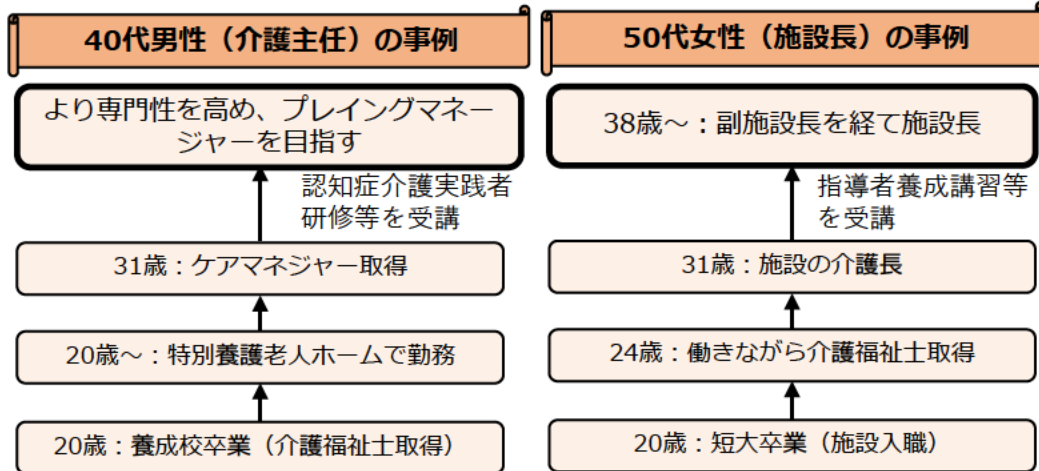 40代男性（介護主任）の事例
より専門性を高め、プレイングマネー
ジャーを目指す
認知症介護実践者
研修等を受講
31歳：ケアマネジャー取得
20歳～：特別養護老人ホームで勤務
20歳：養成校卒業（介護福祉士取得）
50代女性（施設長）の事例
38歳～：副施設長を経て施設長
指導者養成講習等
を受講
31歳：施設の介護長
24歳：働きながら介護福祉士取得
20歳：短大卒業（施設入職）